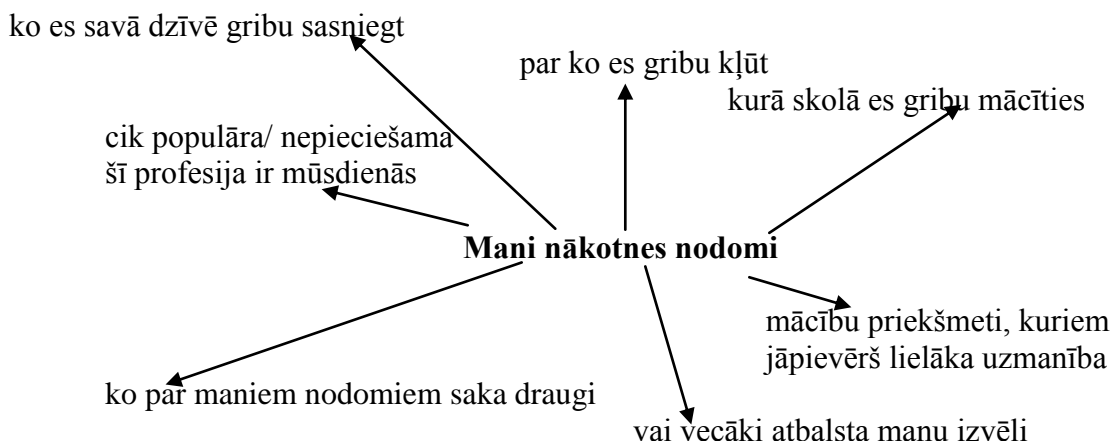 ko es savā dzīvē gribu sasniegt
par ko es gribu kļūt
kurā skolā es gribu mācīties
cik populāra/ nepieciešama
šī profesija ir mūsdienās
Mani nākotnes nodomi
mācību priekšmeti, kuriem
jāpievērš lielāka uzmanība
ko par maniem nodomiem saka draugi
vai vecāki atbalsta manu izvēli